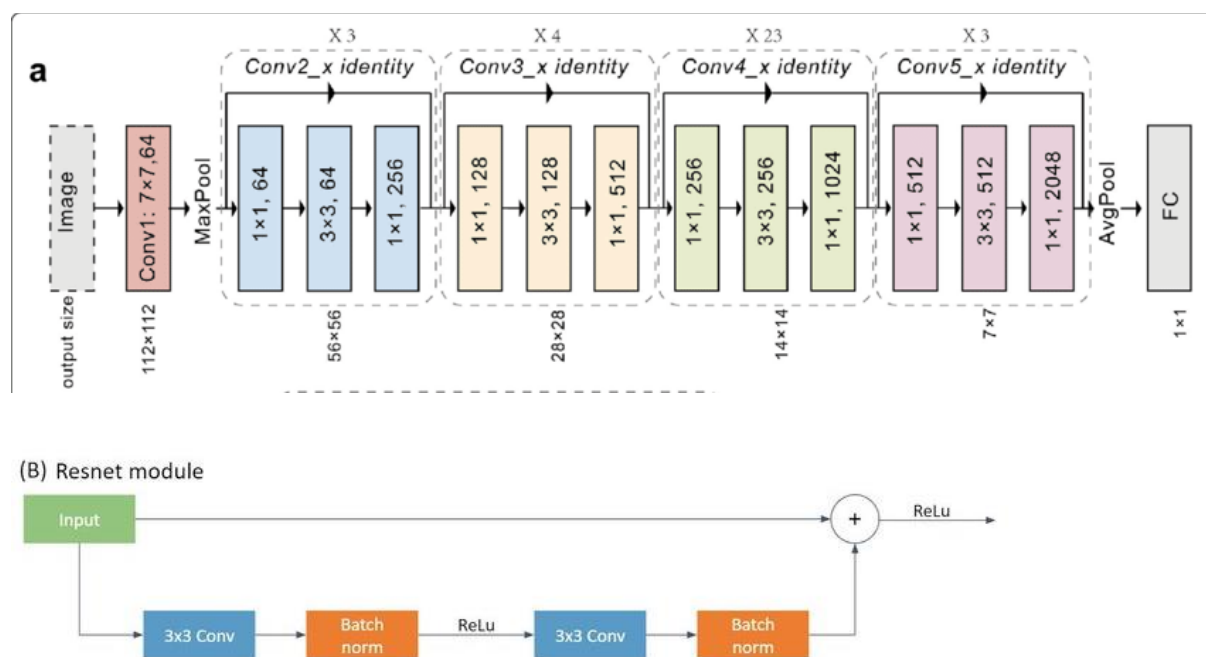 X 3
X 4
X 23
X 3
a
Conv2_x identity
Conv3_x identity
Conv4_x identity
Conv5_x identity
Image
Conv1: 7×7,64
MaxPool
1×1, 64
3×3, 64
1×1, 256
1×1, 128
3×3, 128
1×1, 512
1×1, 256
3×3, 256
1×1, 1024
1×1, 512
3×3, 512
1×1, 2048
AvgPool
FC
output size
112×112
56×56
28×28
14×14
7×7
1×1
(B) Resnet module
Input
+
ReLu
3x3 Conv
Batch
norm
ReLu
3x3 Conv
Batch
norm